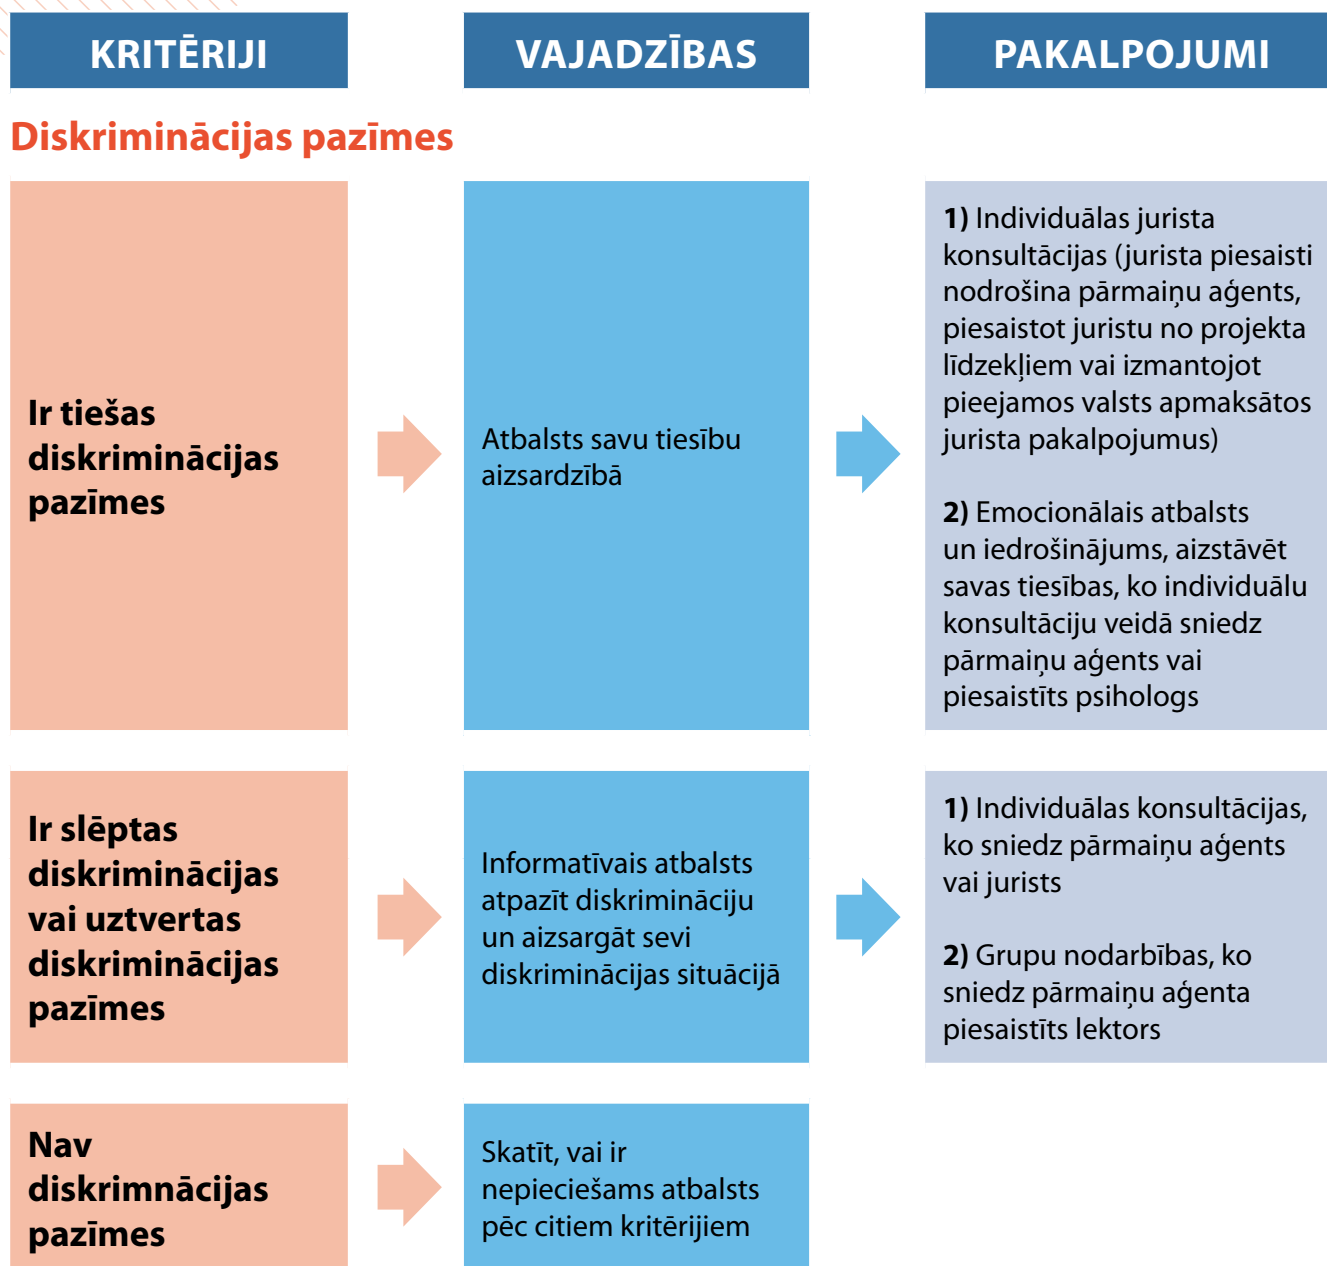 KRITĒRIJI
VAJADZĪBAS
PAKALPOJUMI
Diskriminācijas pazīmes
Ir tiešas
diskriminācijas
pazīmes
Atbalsts savu tiesību
aizsardzībā
1) Individuālas jurista
konsultācijas (jurista piesaisti
nodrošina pārmaiņu aģents,
piesaistot juristu no projekta
līdzekļiem vai izmantojot
pieejamos valsts apmaksātos
jurista pakalpojumus)
2) Emocionālais atbalsts
un iedrošinājums, aizstāvēt
savas tiesības, ko individuālu
konsultāciju veidā sniedz
pārmaiņu aģents vai
piesaistīts psihologs
Ir slēptas
diskriminācijas
vai uztvertas
diskriminācijas
pazīmes
Informatīvais atbalsts
atpazīt diskrimināciju
un aizsargāt sevi
diskriminācijas situācijā
1) Individuālas konsultācijas,
ko sniedz pārmaiņu aģents
vai jurists
2) Grupu nodarbības, ko
sniedz pārmaiņu aģenta
piesaistīts lektors
Nav
diskrimnācijas
pazīmes
Skatīt, vai ir
nepieciešams atbalsts
pēc citiem kritērijiem